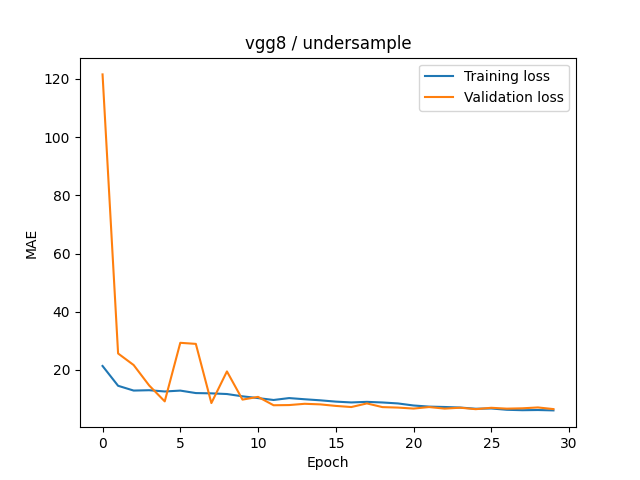 vgg8 / undersample
Training loss
Validation loss
MAE
120
100
80
60
40
20
0 5 10 15 20 25 30
Epoch